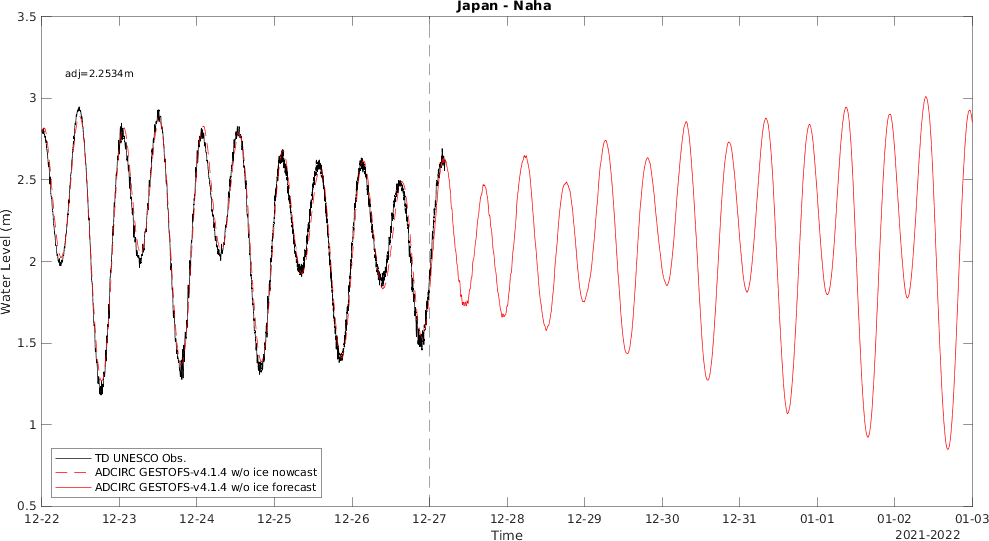 Japan - Naha
3.5
adj=2.2534m
3
2.5
2
1.5
1
0.5
Water Level (m)
TD UNESCO Obs.
ADCIRC GESTOFS-v4.1.4 w/o ice nowcast
ADCIRC GESTOFS-v4.1.4 w/o ice forecast
12-22 12-23 12-24 12-25 12-26 12-27 12-28 12-29 12-30 12-31 01-01 01-02 01-03
Time
2021-2022